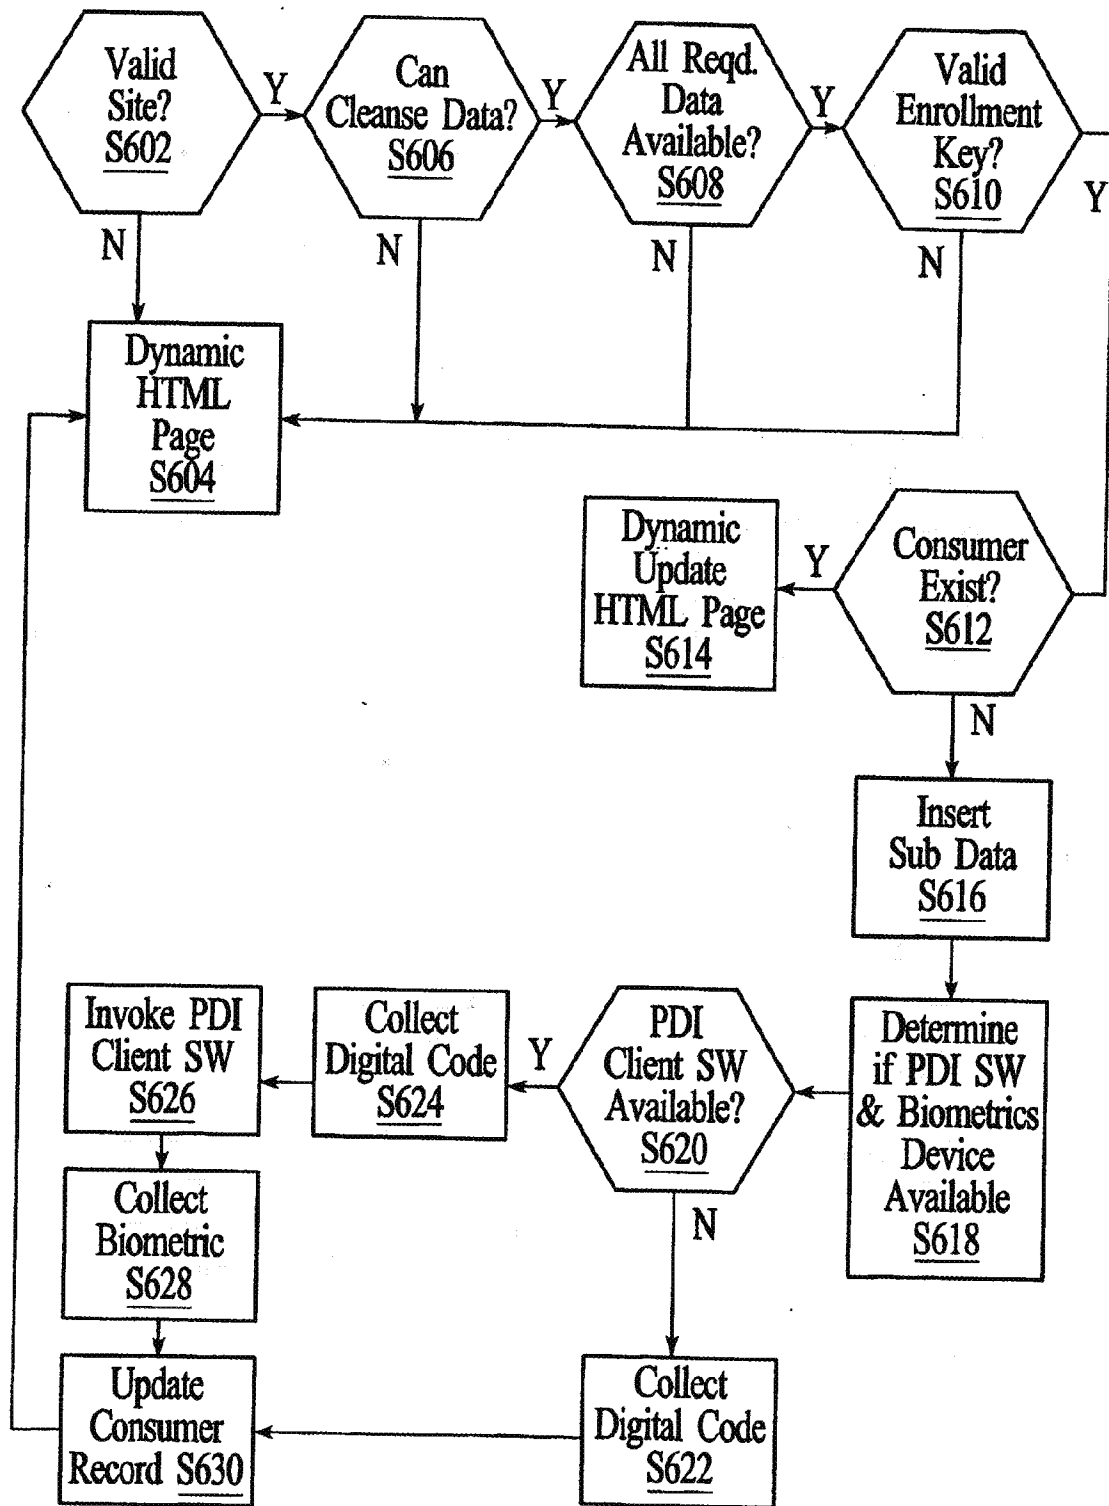 Valid
Site?
S602
Y
N
Can
Cleanse Data?
S606
Y
N
All Reqd.
Data
Available?
S608
Y
N
Valid
Enrollment
Key?
S610
Y
N
Dynamic
HTML
Page
S604
Dynamic
Update
HTML Page
S614
Y
Consumer
Exist?
S612
N
Insert
Sub Data
S616
Determine
if PDI SW
& Biometrics
Device
Available
S618
PDI
Client SW
Available?
S620
Y
N
Collect
Digital Code
S624
Invoke PDI
Client SW
S626
Collect
Biometric
S628
Update
Consumer
Record S630
Collect
Digital Code
S622